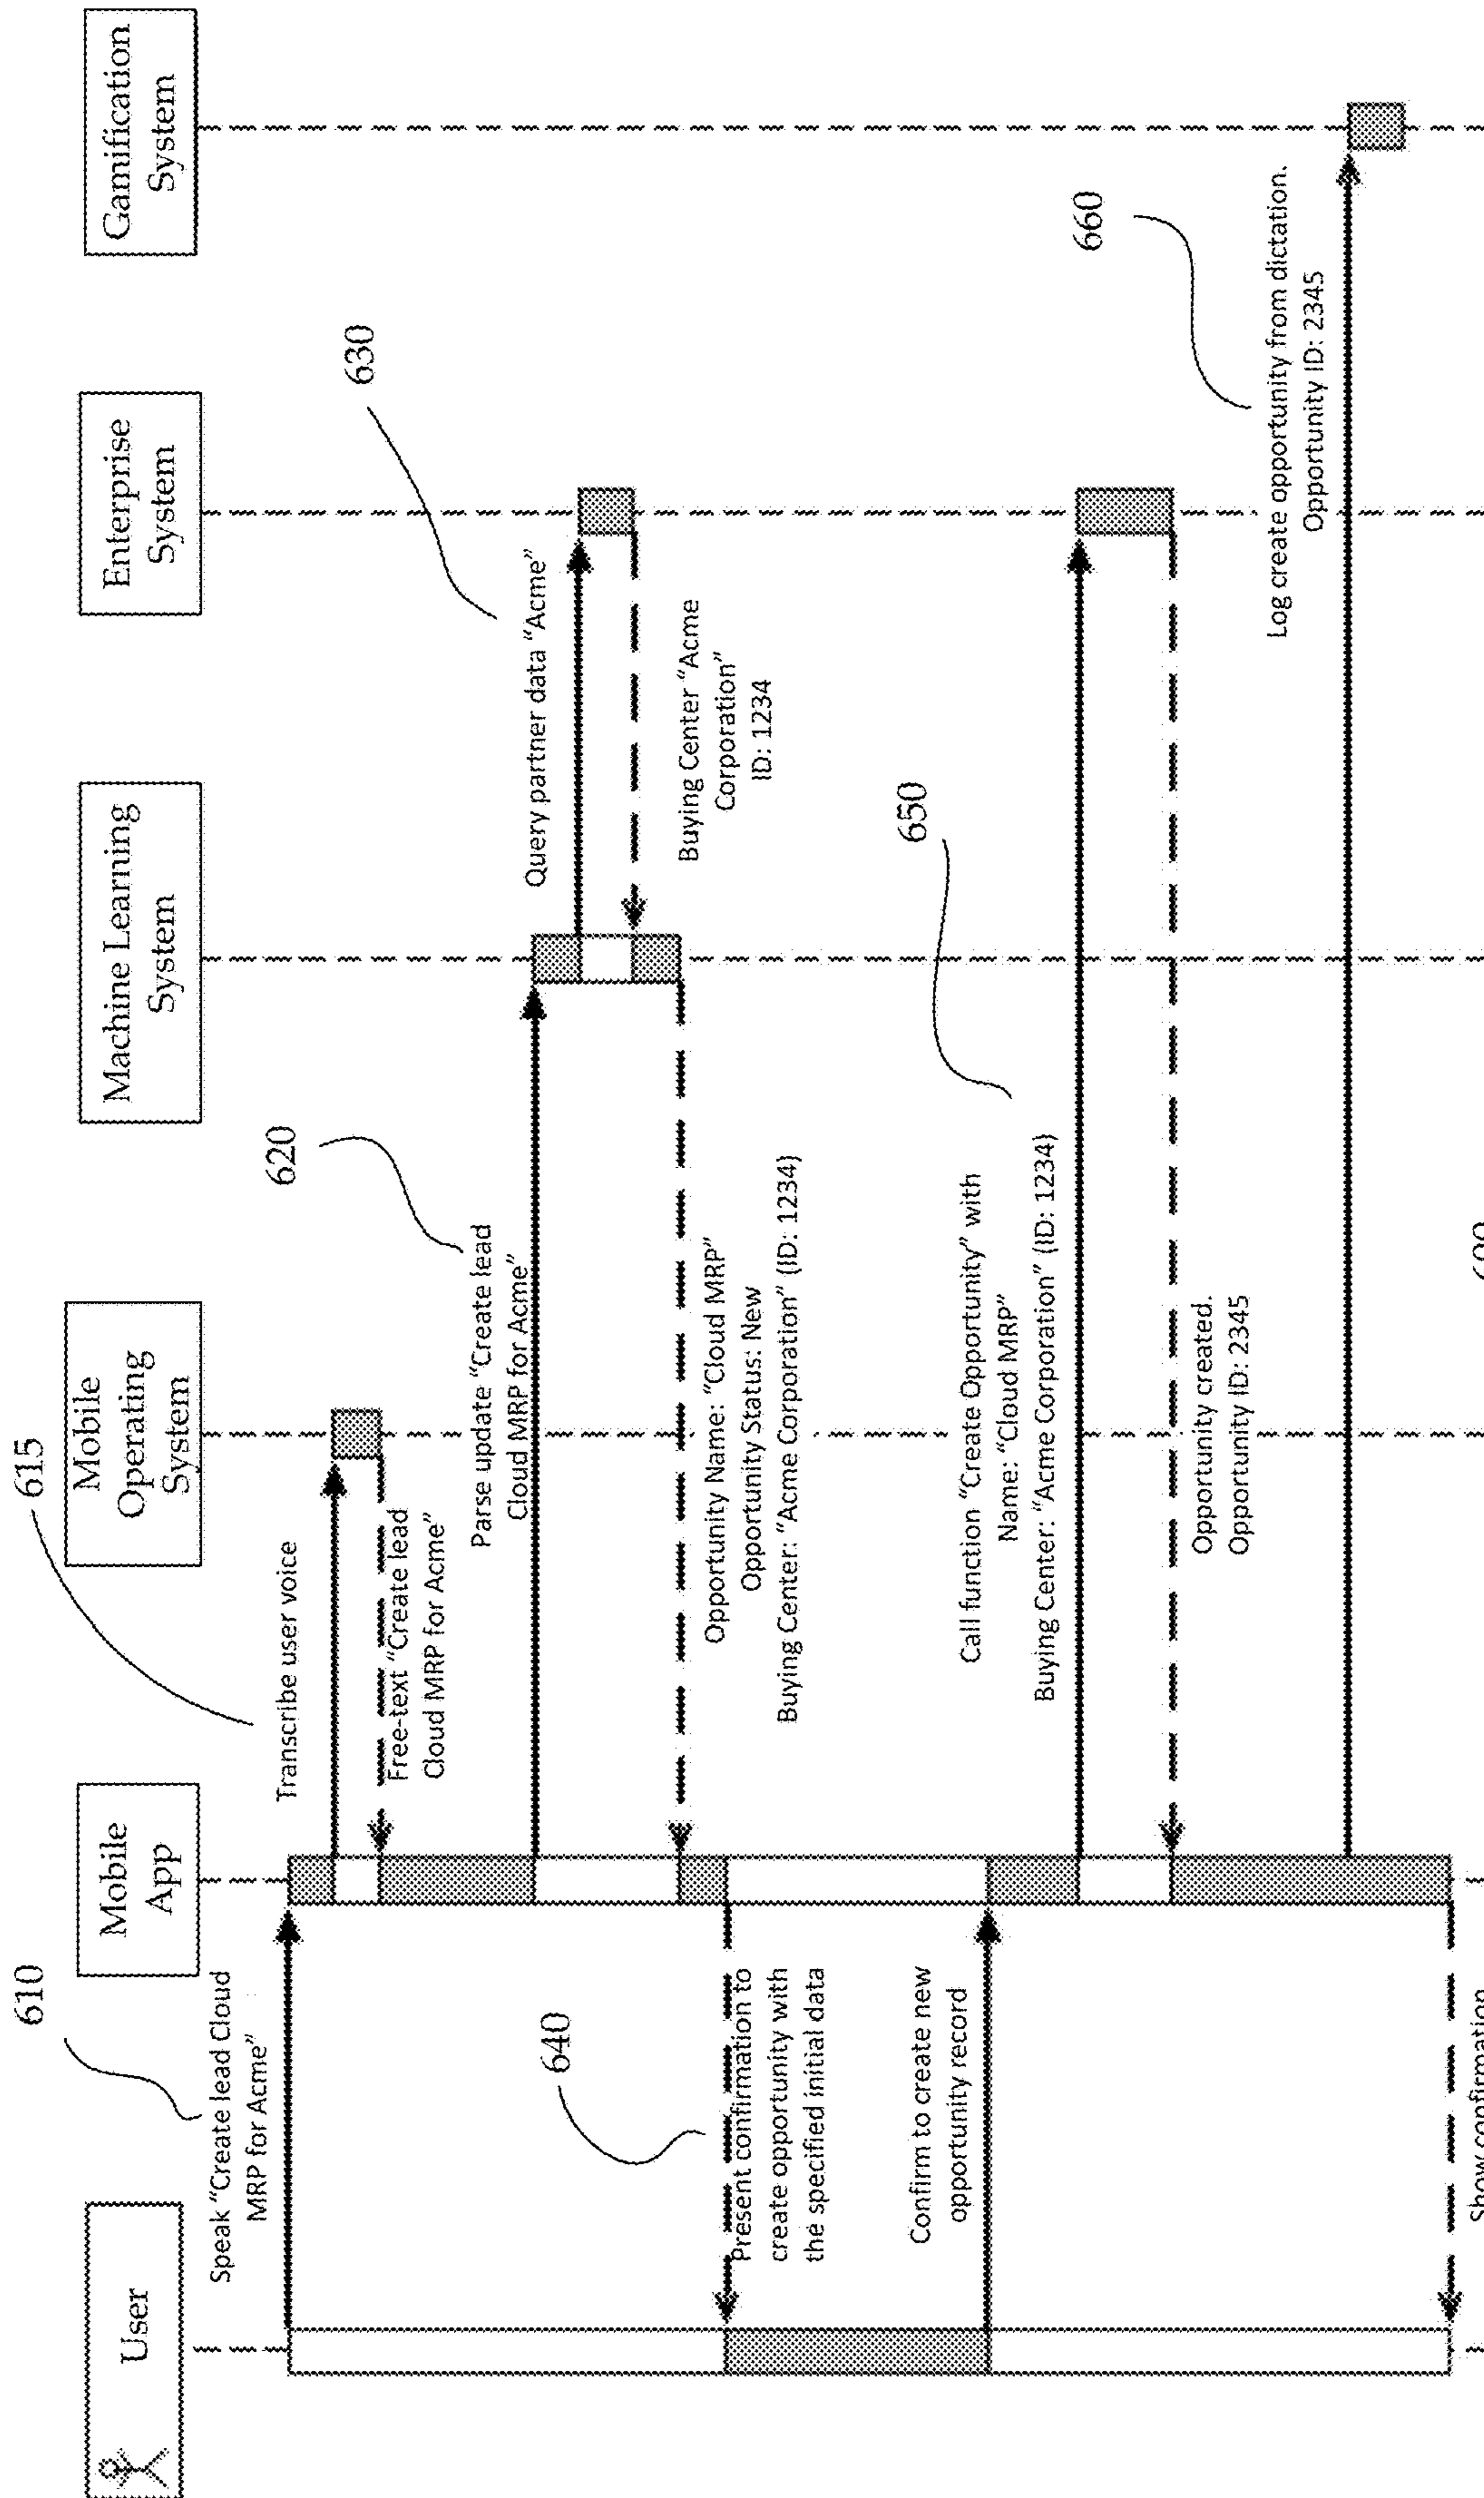 User
Mobile
App
Mobile
Operating
System
Machine Learning
System
Enterprise
System
Gamification
System
610
Speak “Create lead Cloud
MRP for Acme”
615
Transcribe user voice
Free-text “Create lead
Cloud MRP for Acme”
620
Parse update “Create lead
Cloud MRP for Acme”
630
Query partner data “Acme”
Buying Center “Acme
Corporation”
ID: 1234
Opportunity Name: “Cloud MRP”
Opportunity Status: New
Buying Center: “Acme Corporation” (ID: 1234)
640
Present confirmation to
create opportunity with
the specified initial data
Confirm to create new
opportunity record
650
Call function “Create Opportunity” with
Name: “Cloud MRP”
Buying Center: “Acme Corporation” (ID: 1234)
Opportunity created.
Opportunity ID: 2345
660
Log create opportunity from dictation.
Opportunity ID: 2345
Show confirmation